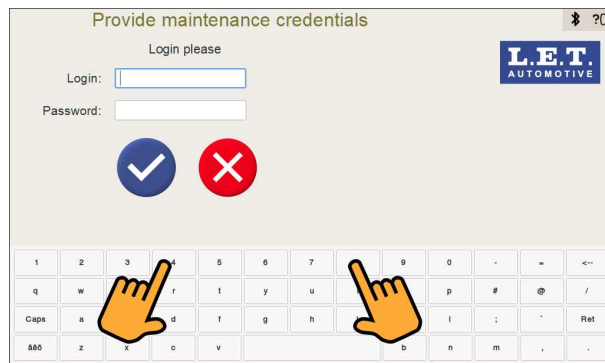 Provide maintenance credentials
?
Login please
L.E.T.
AUTOMOTIVE
Login:
Password:
1 2 3 4 5 6 7 9 0 - = <--
q w r t y u p # @ /
Caps a d f g h l ; ` Ret
âêô z x c v b n m , .